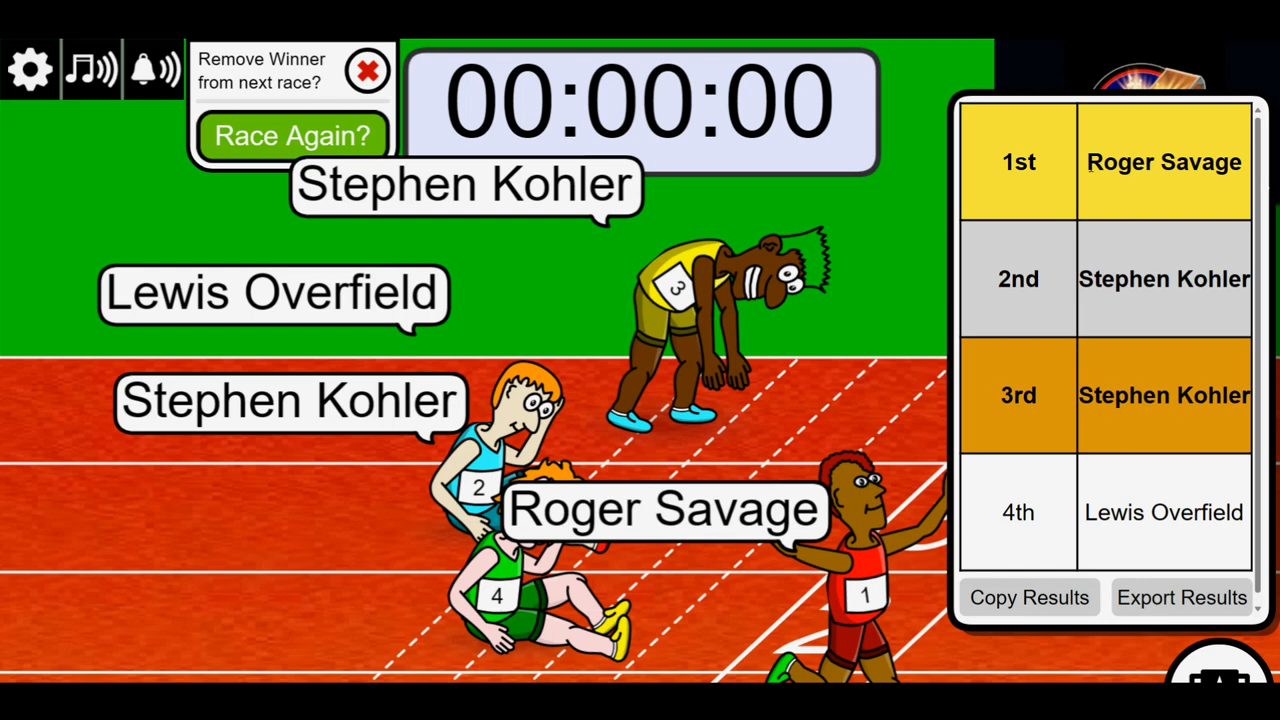 Remove Winner
from next race?
Race Again?
00:00:00
Stephen Kohler
Lewis Overfield
Stephen Kohler
Roger Savage
3
2
4
1
1st Roger Savage
2nd Stephen Kohler
3rd Stephen Kohler
4th Lewis Overfield
Copy Results Export Results